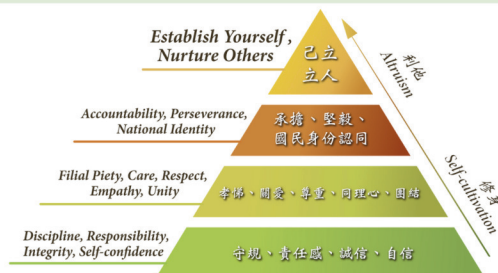 Establish Yourself,
Nurture Others
己立
立人
Accountability, Perseverance,
National Identity
承擔、堅毅、
國民身份認同
Filial Piety, Care, Respect,
Empathy, Unity
孝悌、關愛、尊重、同理心、團結
Discipline, Responsibility,
Integrity, Self-confidence
守規、責任感、誠信、自信
利他
Altruism
修身
Self-cultivation